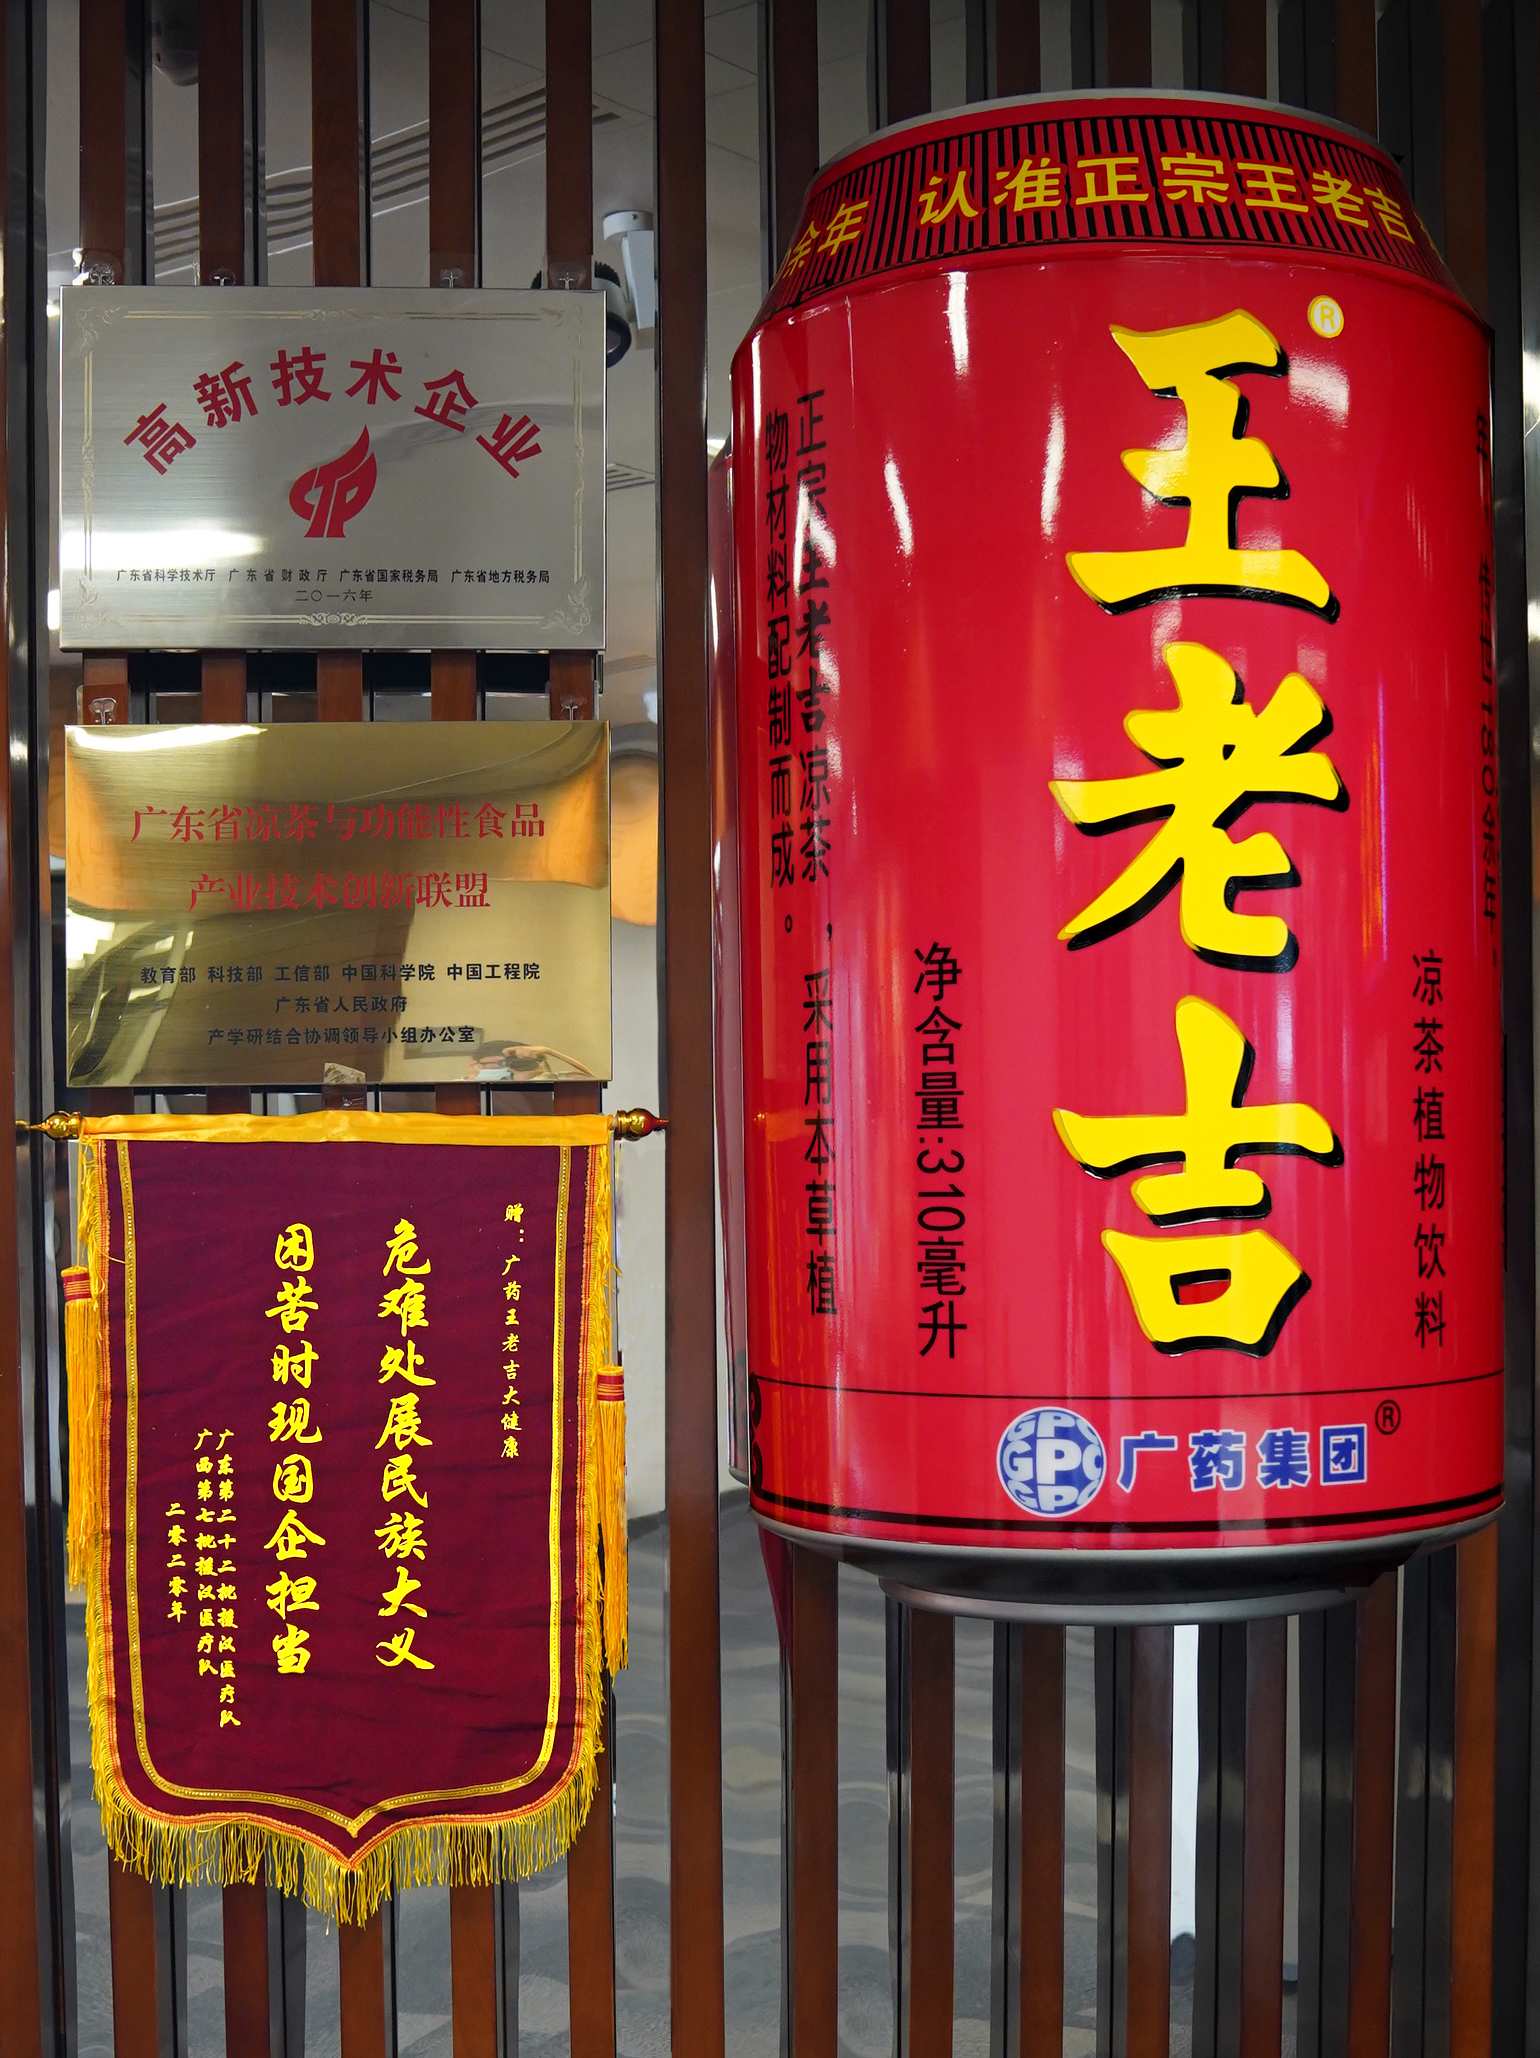 高新技术企业
广东省科学技术厅 广东省财政厅 广东省国家税务局 广东省地方税务局
二〇一六年
广东省凉茶与功能性食品
产业技术创新联盟
教育部 科技部 工信部 中国科学院 中国工程院
广东省人民政府
产学研结合协调领导小组办公室
赠：广药王老吉大健康
危难处展民族大义
困苦时现国企担当
广东第二十二批援汉医疗队
广西第七批援汉医疗队
二零二零年
余年 认准正宗王老吉
王老吉
®
正宗王老吉凉茶，采用本草植
物材料配制而成。
净含量:310毫升
凉茶植物饮料
GPC 广药集团®